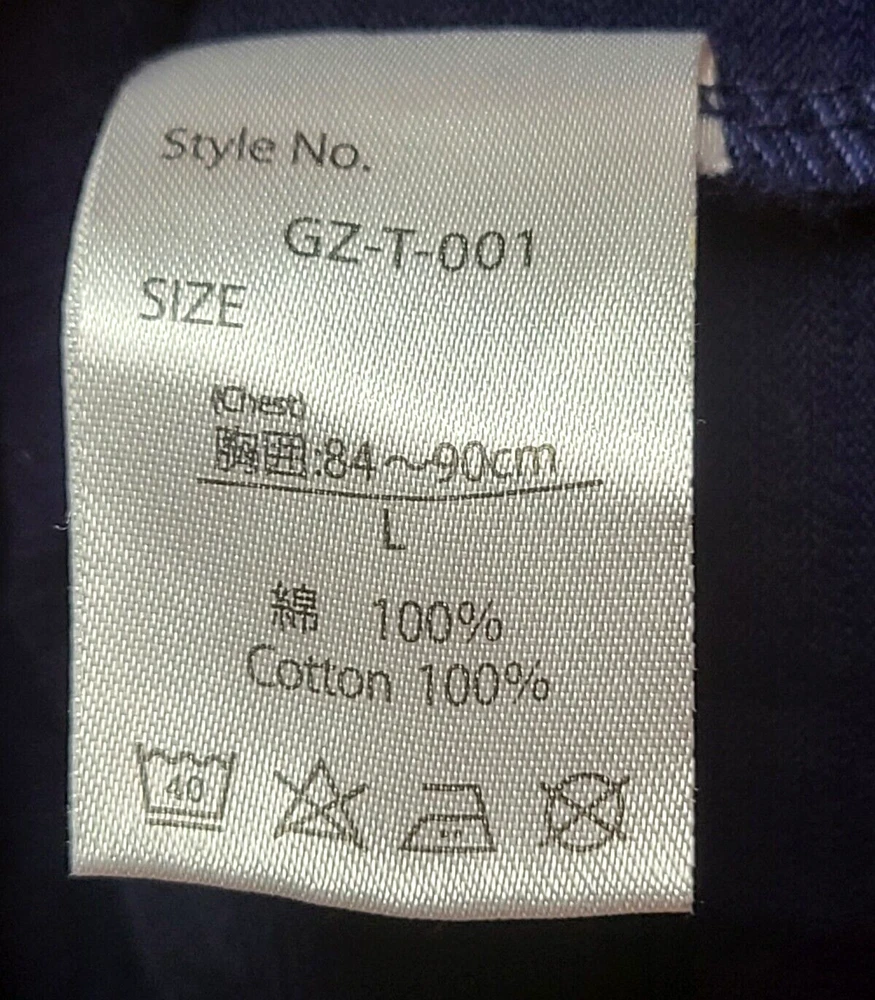 Style No.
GZ-T-001
SIZE
(Chest)
胸囲:84～90cm
L
綿 100%
Cotton 100%
40